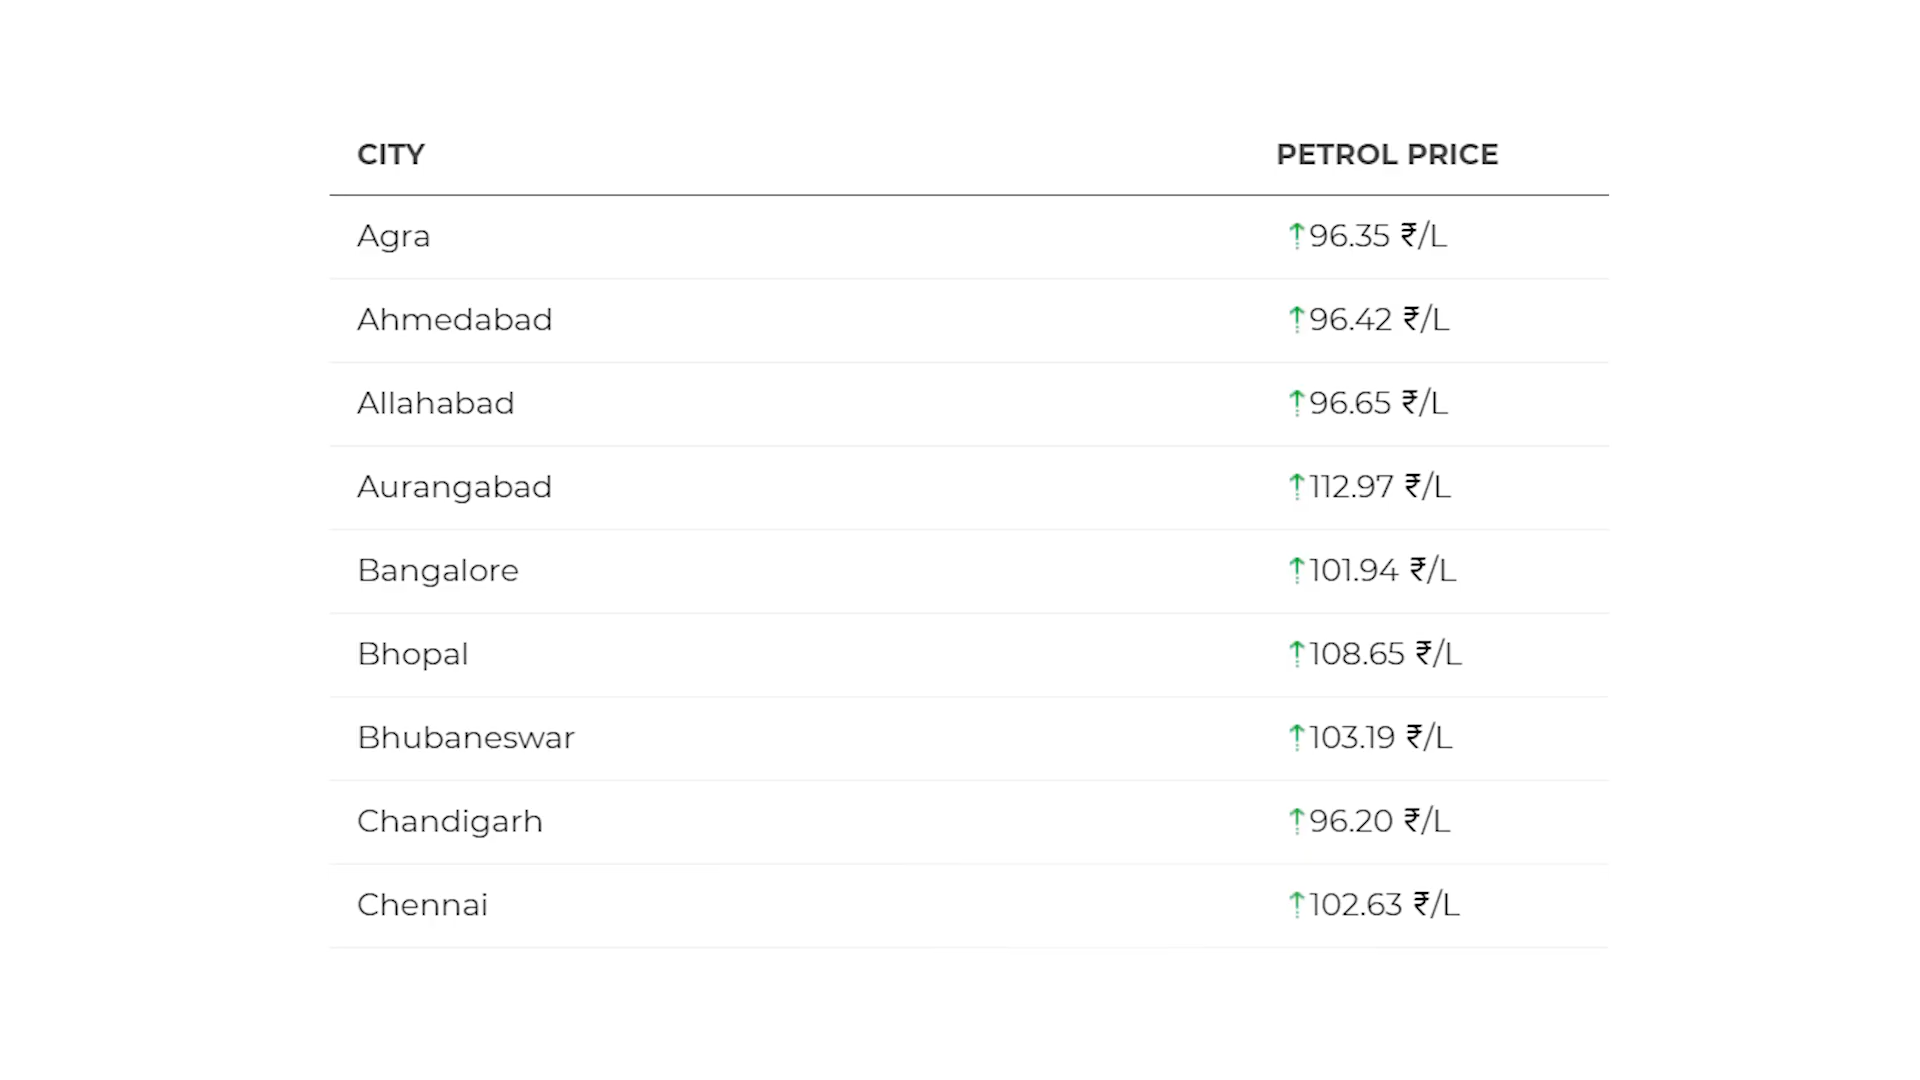 CITY PETROL PRICE
Agra ↑96.35 ₹/L
Ahmedabad ↑96.42 ₹/L
Allahabad ↑96.65 ₹/L
Aurangabad ↑112.97 ₹/L
Bangalore ↑101.94 ₹/L
Bhopal ↑108.65 ₹/L
Bhubaneswar ↑103.19 ₹/L
Chandigarh ↑96.20 ₹/L
Chennai ↑102.63 ₹/L